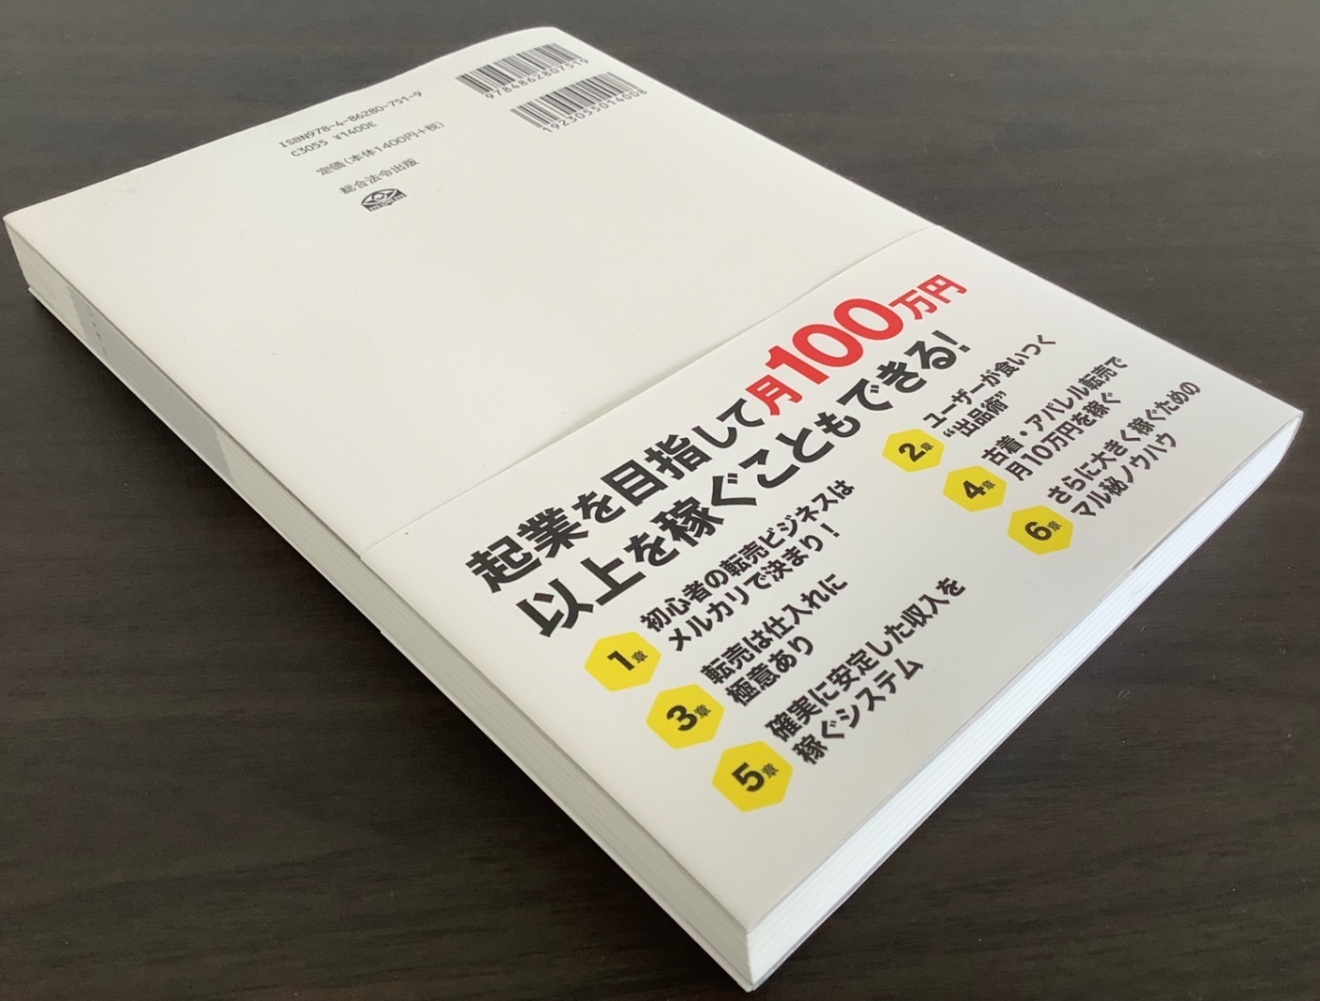 9784862807519
1923055014008
ISBN978-4-86280-751-9
C3055 ¥1400E
定価(本体1400円+税)
総合法令出版
起業を目指して月100万円
以上を稼ぐこともできる!
1章
初心者の転売ビジネスは
メルカリで決まり!
2章
ユーザーが食いつく
“出品術”
3章
転売は仕入れに
極意あり
4章
古着・アパレル転売で
月10万円を稼ぐ
5章
確実に安定した収入を
稼ぐシステム
6章
さらに大きく稼ぐための
マル秘ノウハウ